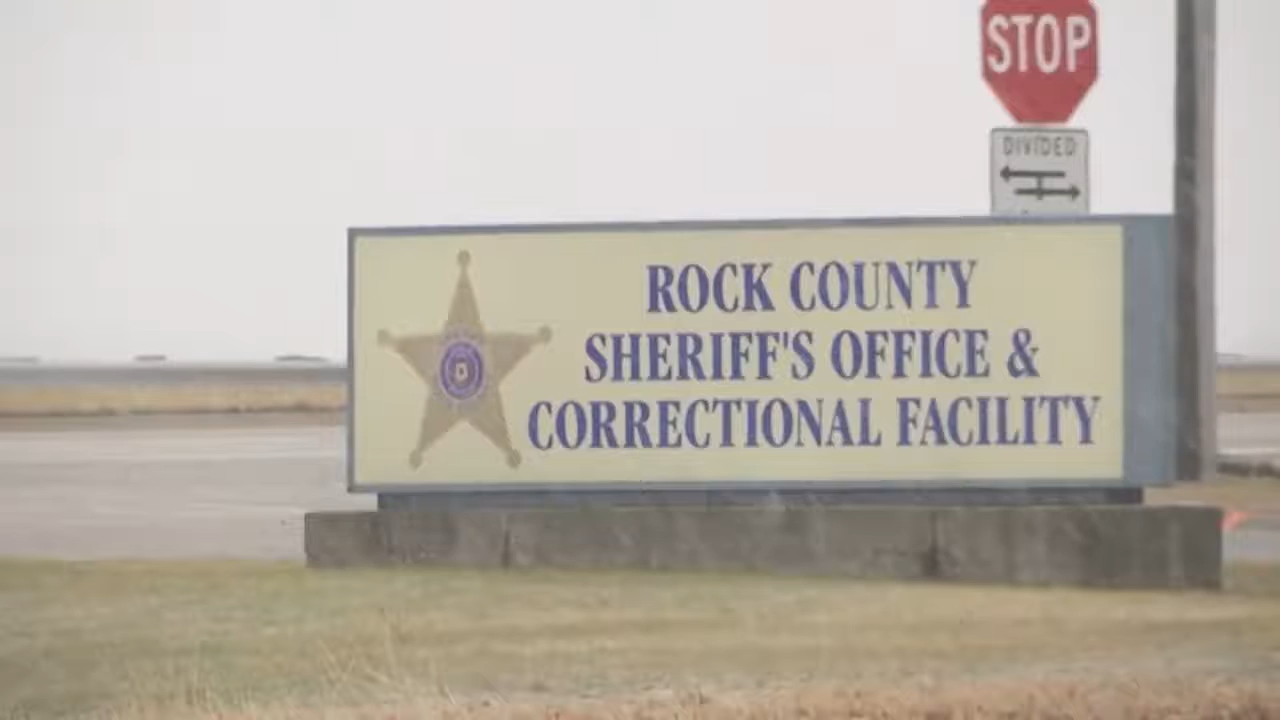 STOP
DIVIDED
ROCK COUNTY
SHERIFF'S OFFICE &
CORRECTIONAL FACILITY